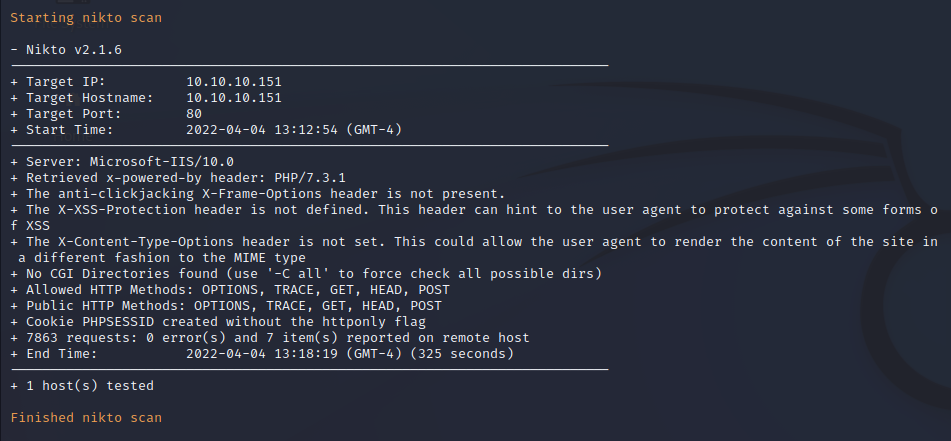 Starting nikto scan
- Nikto v2.1.6
+ Target IP: 10.10.10.151
+ Target Hostname: 10.10.10.151
+ Target Port: 80
+ Start Time: 2022-04-04 13:12:54 (GMT-4)
+ Server: Microsoft-IIS/10.0
+ Retrieved x-powered-by header: PHP/7.3.1
+ The anti-clickjacking X-Frame-Options header is not present.
+ The X-XSS-Protection header is not defined. This header can hint to the user agent to protect against some forms o
f XSS
+ The X-Content-Type-Options header is not set. This could allow the user agent to render the content of the site in
 a different fashion to the MIME type
+ No CGI Directories found (use '-C all' to force check all possible dirs)
+ Allowed HTTP Methods: OPTIONS, TRACE, GET, HEAD, POST
+ Public HTTP Methods: OPTIONS, TRACE, GET, HEAD, POST
+ Cookie PHPSESSID created without the httponly flag
+ 7863 requests: 0 error(s) and 7 item(s) reported on remote host
+ End Time: 2022-04-04 13:18:19 (GMT-4) (325 seconds)
+ 1 host(s) tested
Finished nikto scan